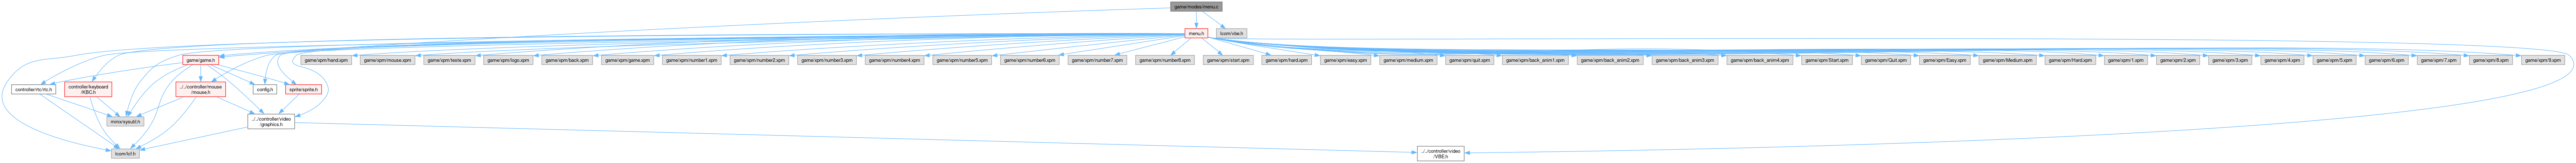 game/modes/menu.c
menu.h
lcom/vbe.h
game/game.h
game/xpm/hand.xpm
game/xpm/mouse.xpm
game/xpm/teste.xpm
game/xpm/logo.xpm
game/xpm/back.xpm
game/xpm/game.xpm
game/xpm/number1.xpm
game/xpm/number2.xpm
game/xpm/number3.xpm
game/xpm/number4.xpm
game/xpm/number5.xpm
game/xpm/number6.xpm
game/xpm/number7.xpm
game/xpm/number8.xpm
game/xpm/start.xpm
game/xpm/hard.xpm
game/xpm/easy.xpm
game/xpm/medium.xpm
game/xpm/quit.xpm
game/xpm/back_anim1.xpm
game/xpm/back_anim2.xpm
game/xpm/back_anim3.xpm
game/xpm/back_anim4.xpm
game/xpm/Start.xpm
game/xpm/Quit.xpm
game/xpm/Easy.xpm
game/xpm/Medium.xpm
game/xpm/Hard.xpm
game/xpm/1.xpm
game/xpm/2.xpm
game/xpm/3.xpm
game/xpm/4.xpm
game/xpm/5.xpm
game/xpm/6.xpm
game/xpm/7.xpm
game/xpm/8.xpm
game/xpm/9.xpm
controller/rtc/rtc.h
controller/keyboard
/KBC.h
../../controller/mouse
/mouse.h
config.h
sprite/sprite.h
minix/sysutil.h
../../controller/video
/graphics.h
lcom/lcf.h
../../controller/video
/VBE.h